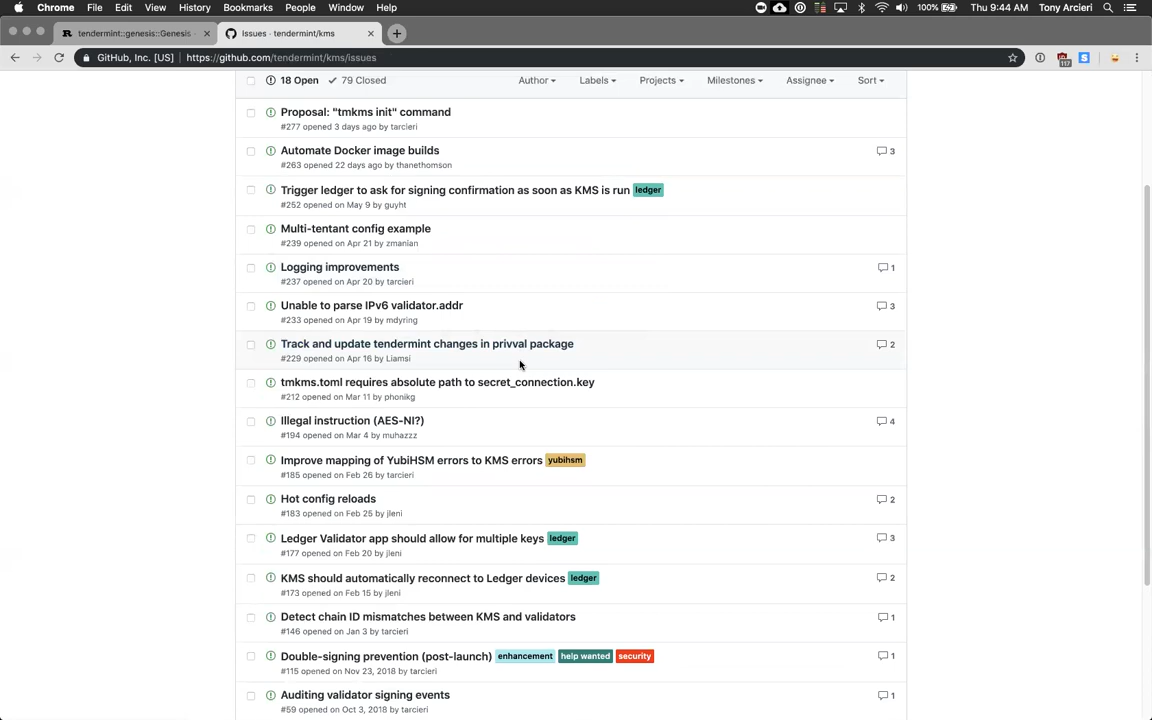 Chrome File Edit View History Bookmarks People Window Help 100% Thu 9:44 AM Tony Arcieri
tendermint::genesis::Genesis
Issues · tendermint/kms
GitHub, Inc. [US] https://github.com/tendermint/kms/issues
117 S
18 Open 79 Closed Author Labels Projects Milestones Assignee Sort
Proposal: "tmkms init" command
#277 opened 3 days ago by tarcieri
Automate Docker image builds 3
#263 opened 22 days ago by thanethomson
Trigger ledger to ask for signing confirmation as soon as KMS is run ledger
#252 opened on May 9 by guyht
Multi-tentant config example
#239 opened on Apr 21 by zmanian
Logging improvements 1
#237 opened on Apr 20 by tarcieri
Unable to parse IPv6 validator.addr 3
#233 opened on Apr 19 by mdyring
Track and update tendermint changes in privval package 2
#229 opened on Apr 16 by Liamsi
tmkms.toml requires absolute path to secret_connection.key
#212 opened on Mar 11 by phonikg
Illegal instruction (AES-NI?) 4
#194 opened on Mar 4 by muhazzz
Improve mapping of YubiHSM errors to KMS errors yubihsm
#185 opened on Feb 26 by tarcieri
Hot config reloads 2
#183 opened on Feb 25 by jleni
Ledger Validator app should allow for multiple keys ledger 3
#177 opened on Feb 20 by jleni
KMS should automatically reconnect to Ledger devices ledger 2
#173 opened on Feb 15 by jleni
Detect chain ID mismatches between KMS and validators 1
#146 opened on Jan 3 by tarcieri
Double-signing prevention (post-launch) enhancement help wanted security 1
#115 opened on Nov 23, 2018 by tarcieri
Auditing validator signing events 1
#59 opened on Oct 3, 2018 by tarcieri